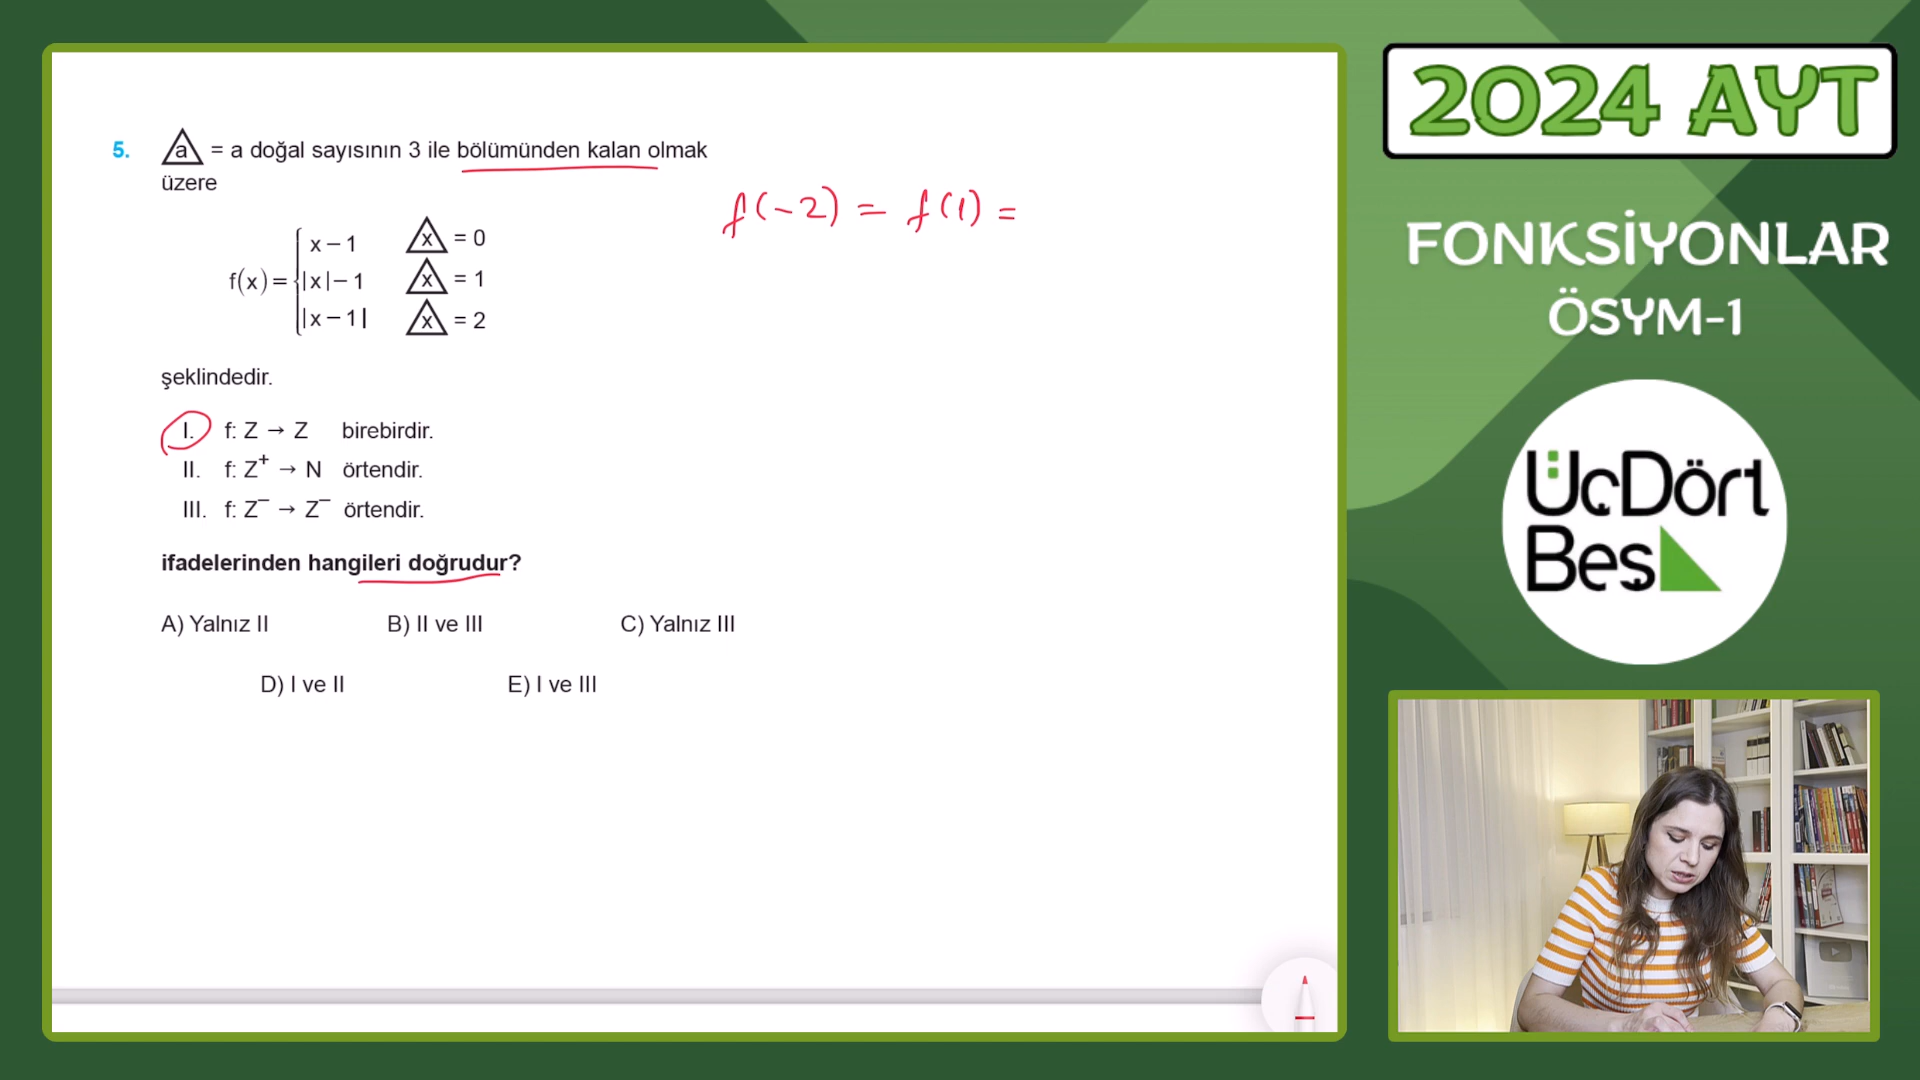 5. a = a doğal sayısının 3 ile bölümünden kalan olmak
üzere
f(x) = { x – 1   x = 0
|x| – 1   x = 1
|x – 1|   x = 2
şeklindedir.
I. f: Z → Z birebirdir.
II. f: Z⁺ → N örtendir.
III. f: Z⁻ → Z⁻ örtendir.
ifadelerinden hangileri doğrudur?
A) Yalnız II B) II ve III C) Yalnız III
D) I ve II E) I ve III
f(-2) = f(1) =
2024 AYT
FONKSİYONLAR
ÖSYM-1
ÜçDört
Beş